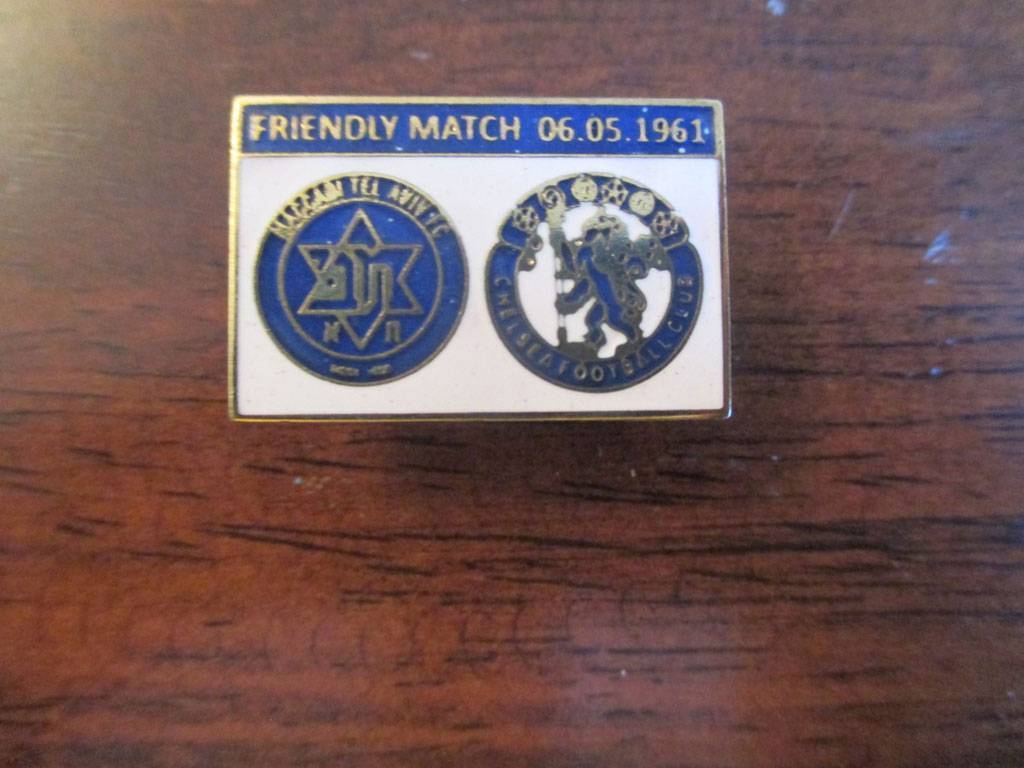 FRIENDLY MATCH 06.05.1961
MACCABI TEL AVIV FC
CHELSEA FOOTBALL CLUB